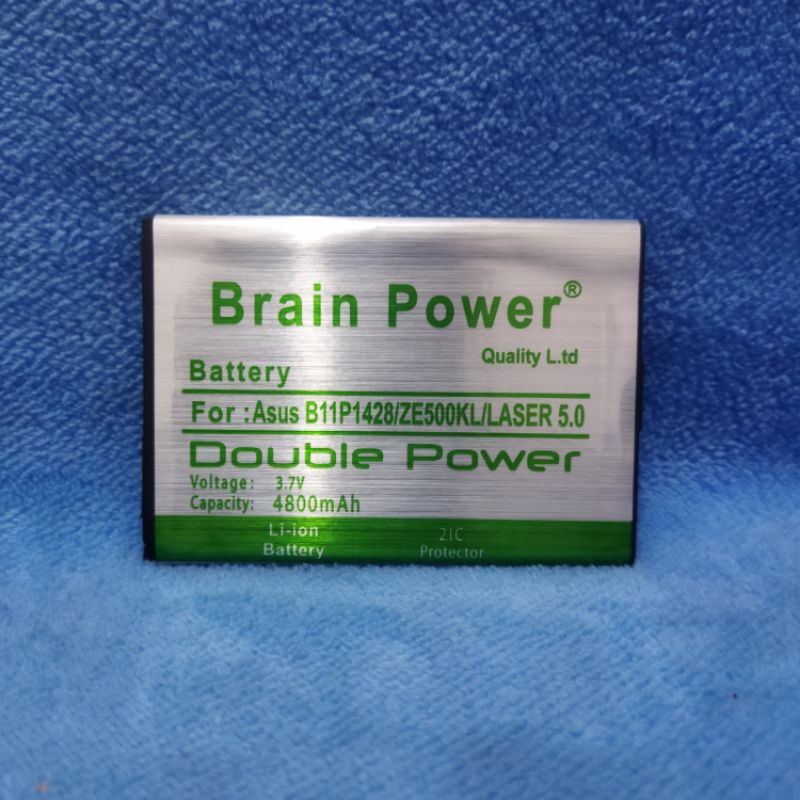 Brain Power®
Quality L.td
Battery
For : Asus B11P1428/ZE500KL/LASER 5.0
Double Power
Voltage : 3.7V
Capacity: 4800mAh
Li-ion
Battery
2IC
Protector